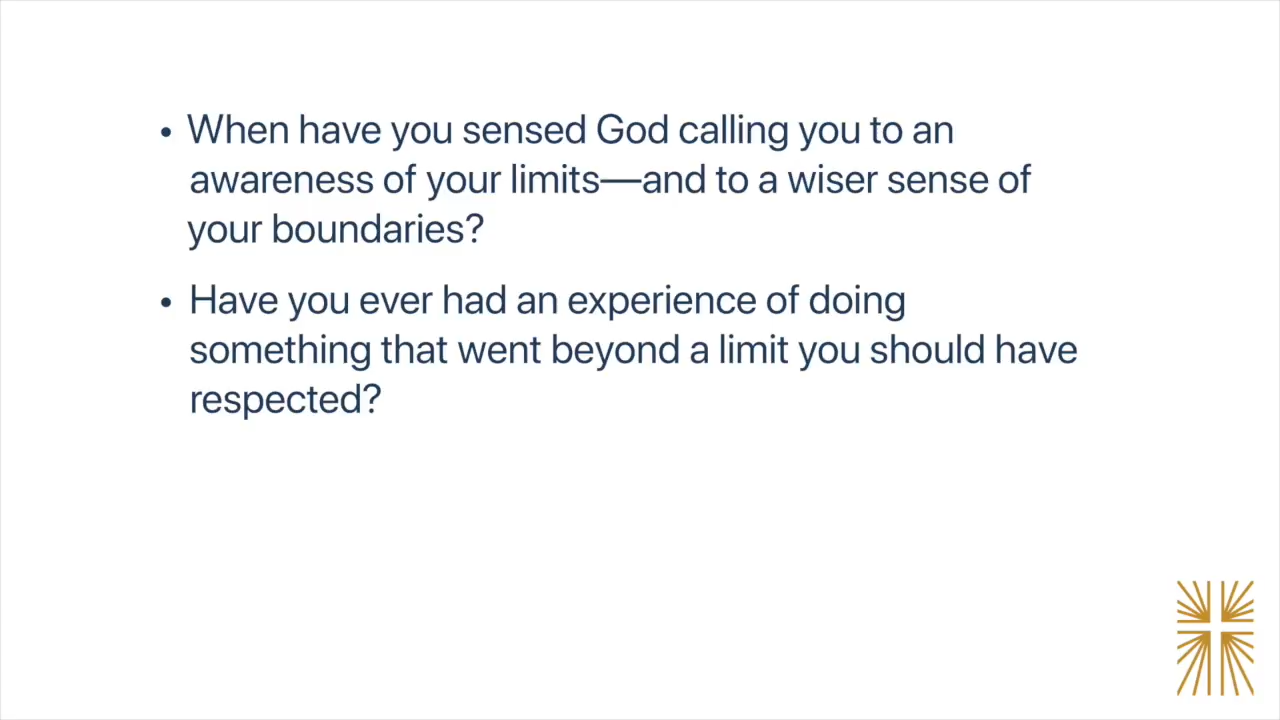 • When have you sensed God calling you to an
awareness of your limits—and to a wiser sense of
your boundaries?
• Have you ever had an experience of doing
something that went beyond a limit you should have
respected?